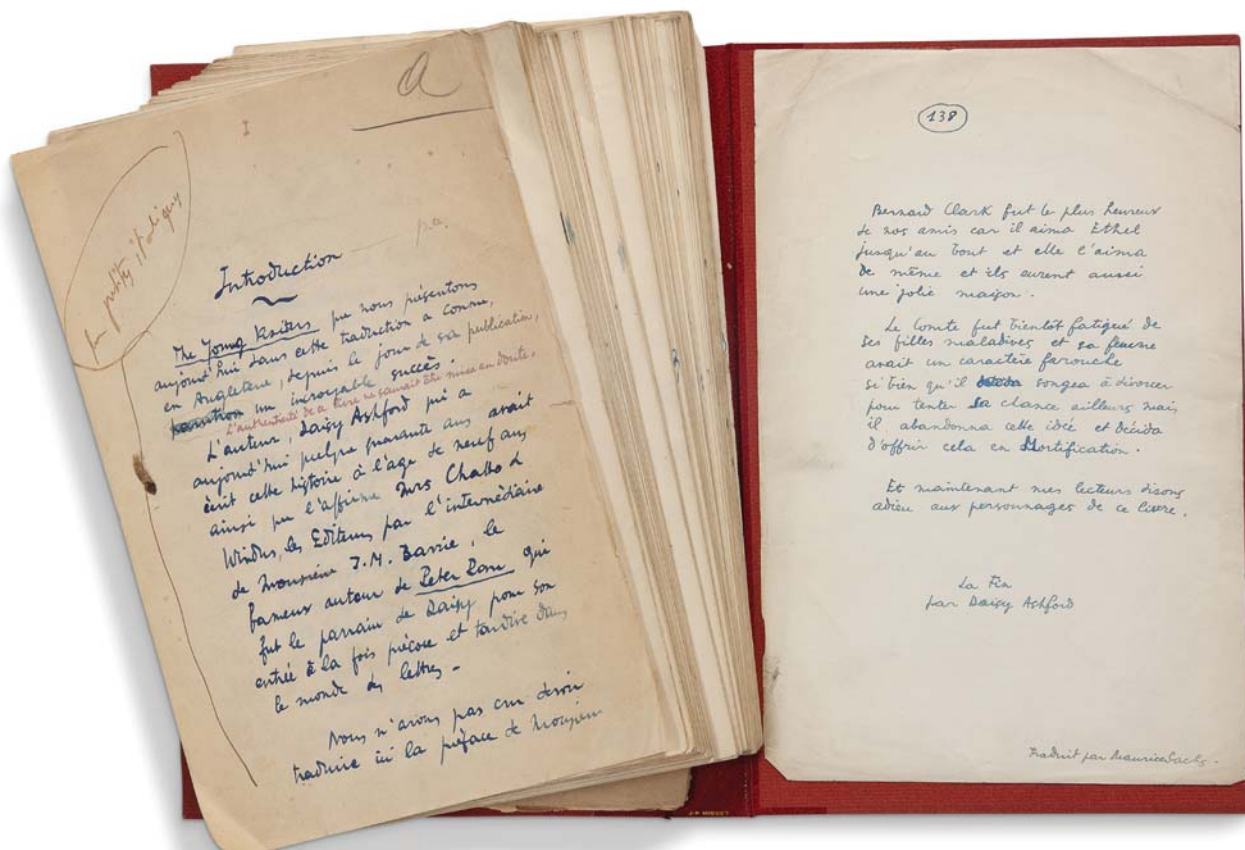 a
I
en petits italiques
Introduction
The Young Visiters que nous présentons
aujourd'hui dans cette traduction a connu,
en Angleterre, depuis le jour de sa publication,
parution un incroyable succès.
L'authenticité de ce livre ne saurait être mise en doute.
L'auteur, Daisy Ashford qui a
aujourd'hui quelque quarante ans avait
écrit cette histoire à l'age de neuf ans
ainsi que l'affirme Mrs Chatto &
Windus, les Editeurs par l'intermédiaire
de Monsieur J.M. Barrie, le
fameux auteur de Peter Pan qui
fut le parrain de Daisy pour son
entrée à la fois précoce et tardive dans
le monde des lettres -
Nous n'avons pas cru devoir
traduire ici la préface de Monsieur
138
Bernard Clark fut le plus heureux
de nos amis car il aima Ethel
jusqu'au bout et elle l'aima
de même et ils eurent aussi
une jolie maison.
Le Comte fut bientôt fatigué de
ses filles maladives et sa femme
avait un caractère farouche
si bien qu'il songea à divorcer
pour tenter sa chance ailleurs mais
il abandonna cette idée et décida
d'offrir cela en Mortification.
Et maintenant mes lecteurs disons
adieu aux personnages de ce livre.
La Fin
par Daisy Ashford
Traduit par Maurice Sachs.